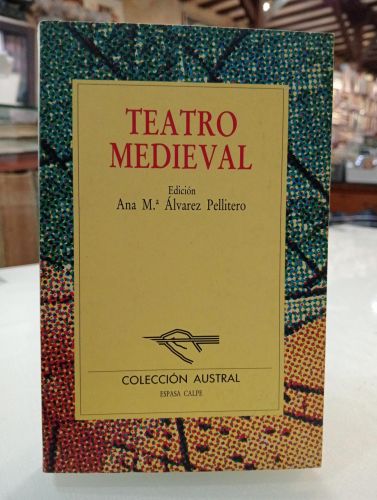 TEATRO
MEDIEVAL
Edición
Ana M.ª Álvarez Pellitero
COLECCIÓN AUSTRAL
ESPASA CALPE